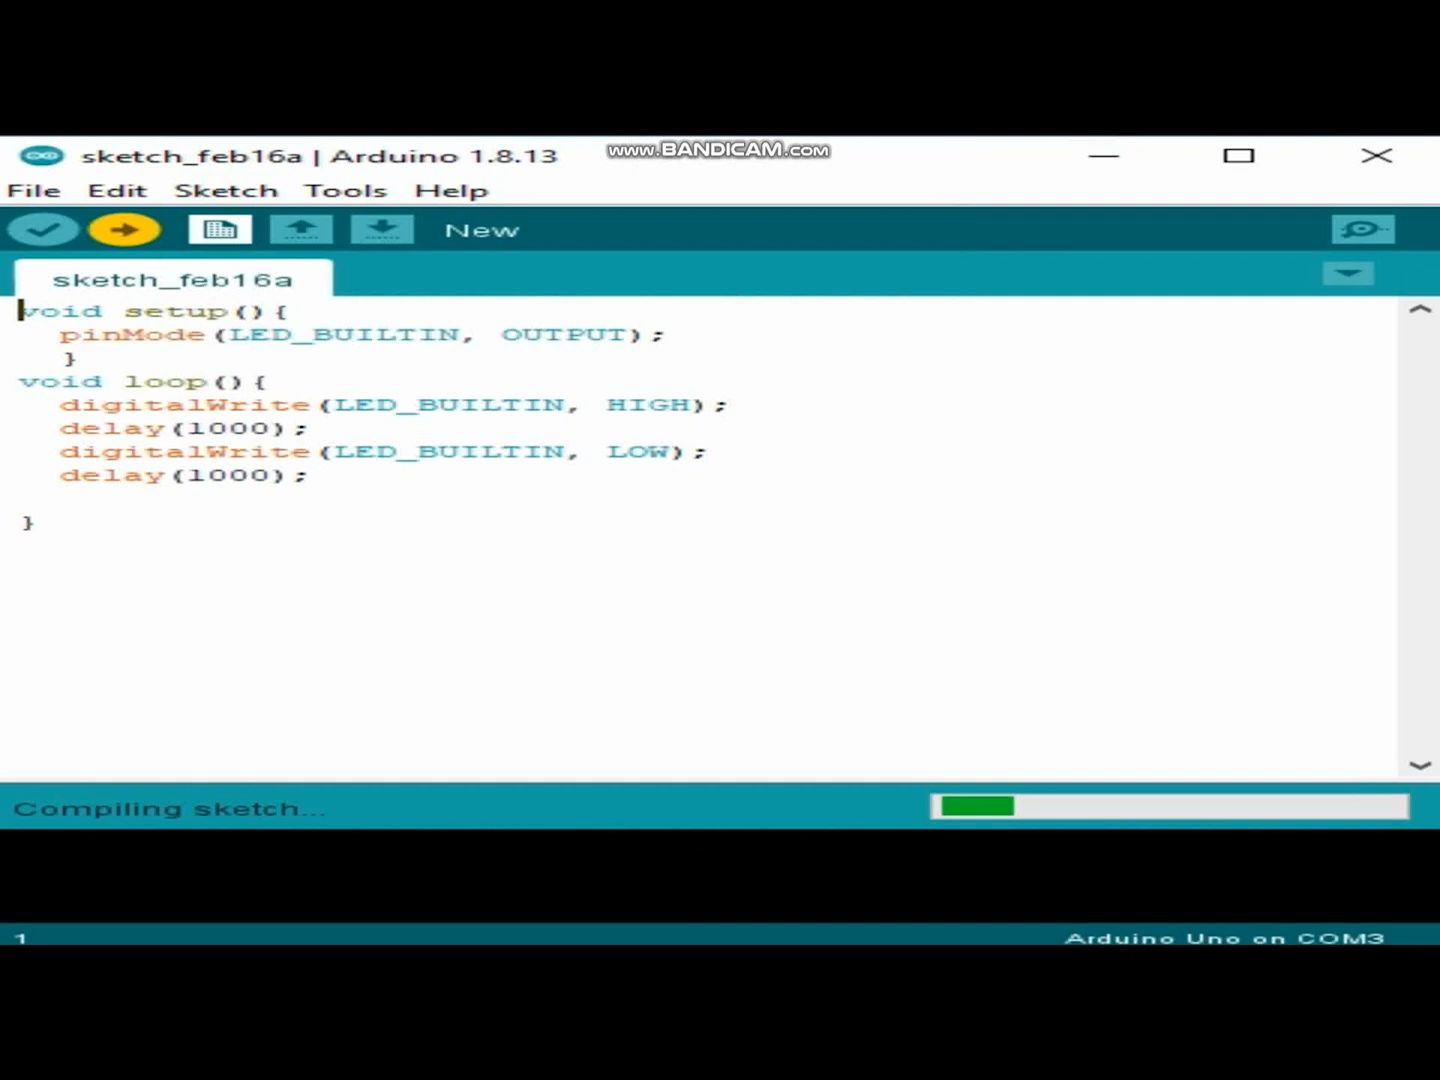 sketch_feb16a | Arduino 1.8.13
www.BANDICAM.com
File Edit Sketch Tools Help
New
sketch_feb16a
void setup(){
pinMode(LED_BUILTIN, OUTPUT);
}
void loop(){
digitalWrite(LED_BUILTIN, HIGH);
delay(1000);
digitalWrite(LED_BUILTIN, LOW);
delay(1000);
}
Compiling sketch...
1
Arduino Uno on COM3